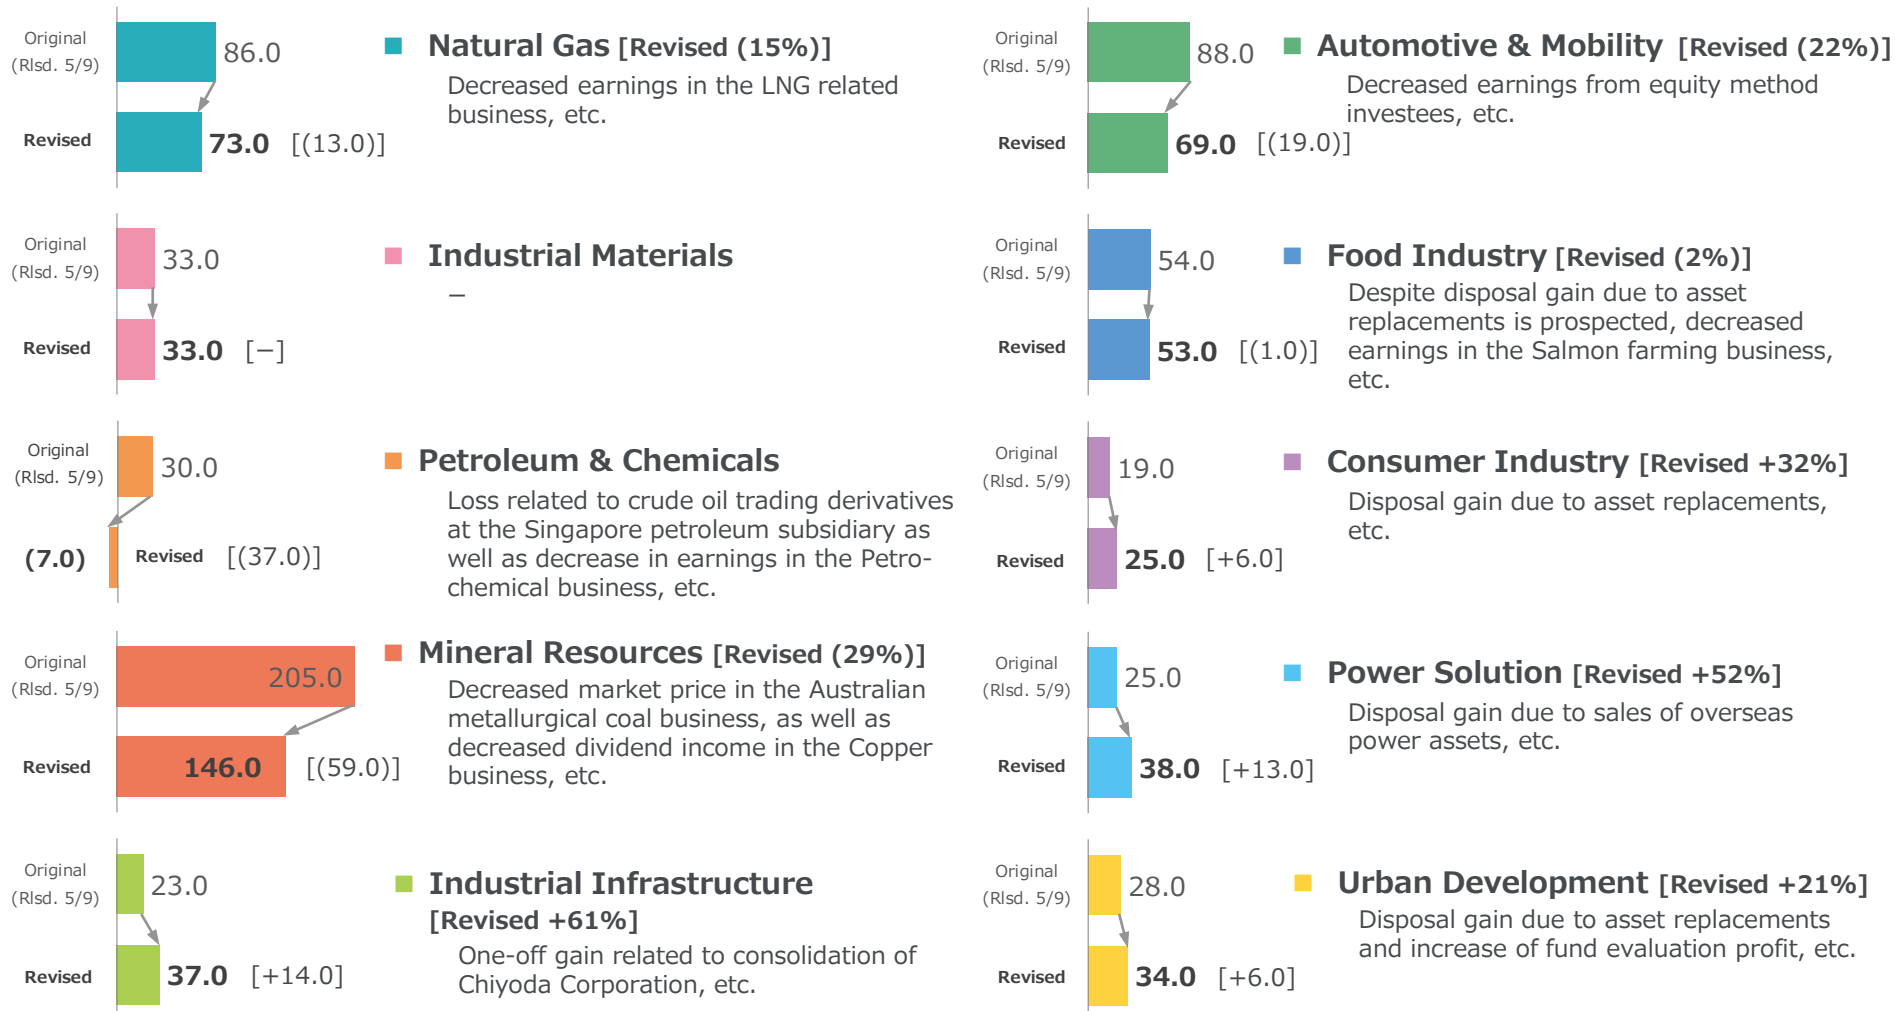 Original
(Rlsd. 5/9)
86.0
Revised
73.0 [(13.0)]
■ Natural Gas [Revised (15%)]
Decreased earnings in the LNG related
business, etc.
Original
(Rlsd. 5/9)
33.0
Revised
33.0 [−]
■ Industrial Materials
−
Original
(Rlsd. 5/9)
30.0
(7.0) Revised [(37.0)]
■ Petroleum & Chemicals
Loss related to crude oil trading derivatives
at the Singapore petroleum subsidiary as
well as decrease in earnings in the Petro-
chemical business, etc.
Original
(Rlsd. 5/9)
205.0
Revised
146.0 [(59.0)]
■ Mineral Resources [Revised (29%)]
Decreased market price in the Australian
metallurgical coal business, as well as
decreased dividend income in the Copper
business, etc.
Original
(Rlsd. 5/9)
23.0
Revised
37.0 [+14.0]
■ Industrial Infrastructure
[Revised +61%]
One-off gain related to consolidation of
Chiyoda Corporation, etc.
Original
(Rlsd. 5/9)
88.0
Revised
69.0 [(19.0)]
■ Automotive & Mobility [Revised (22%)]
Decreased earnings from equity method
investees, etc.
Original
(Rlsd. 5/9)
54.0
Revised
53.0 [(1.0)]
■ Food Industry [Revised (2%)]
Despite disposal gain due to asset
replacements is prospected, decreased
earnings in the Salmon farming business,
etc.
Original
(Rlsd. 5/9)
19.0
Revised
25.0 [+6.0]
■ Consumer Industry [Revised +32%]
Disposal gain due to asset replacements,
etc.
Original
(Rlsd. 5/9)
25.0
Revised
38.0 [+13.0]
■ Power Solution [Revised +52%]
Disposal gain due to sales of overseas
power assets, etc.
Original
(Rlsd. 5/9)
28.0
Revised
34.0 [+6.0]
■ Urban Development [Revised +21%]
Disposal gain due to asset replacements
and increase of fund evaluation profit, etc.